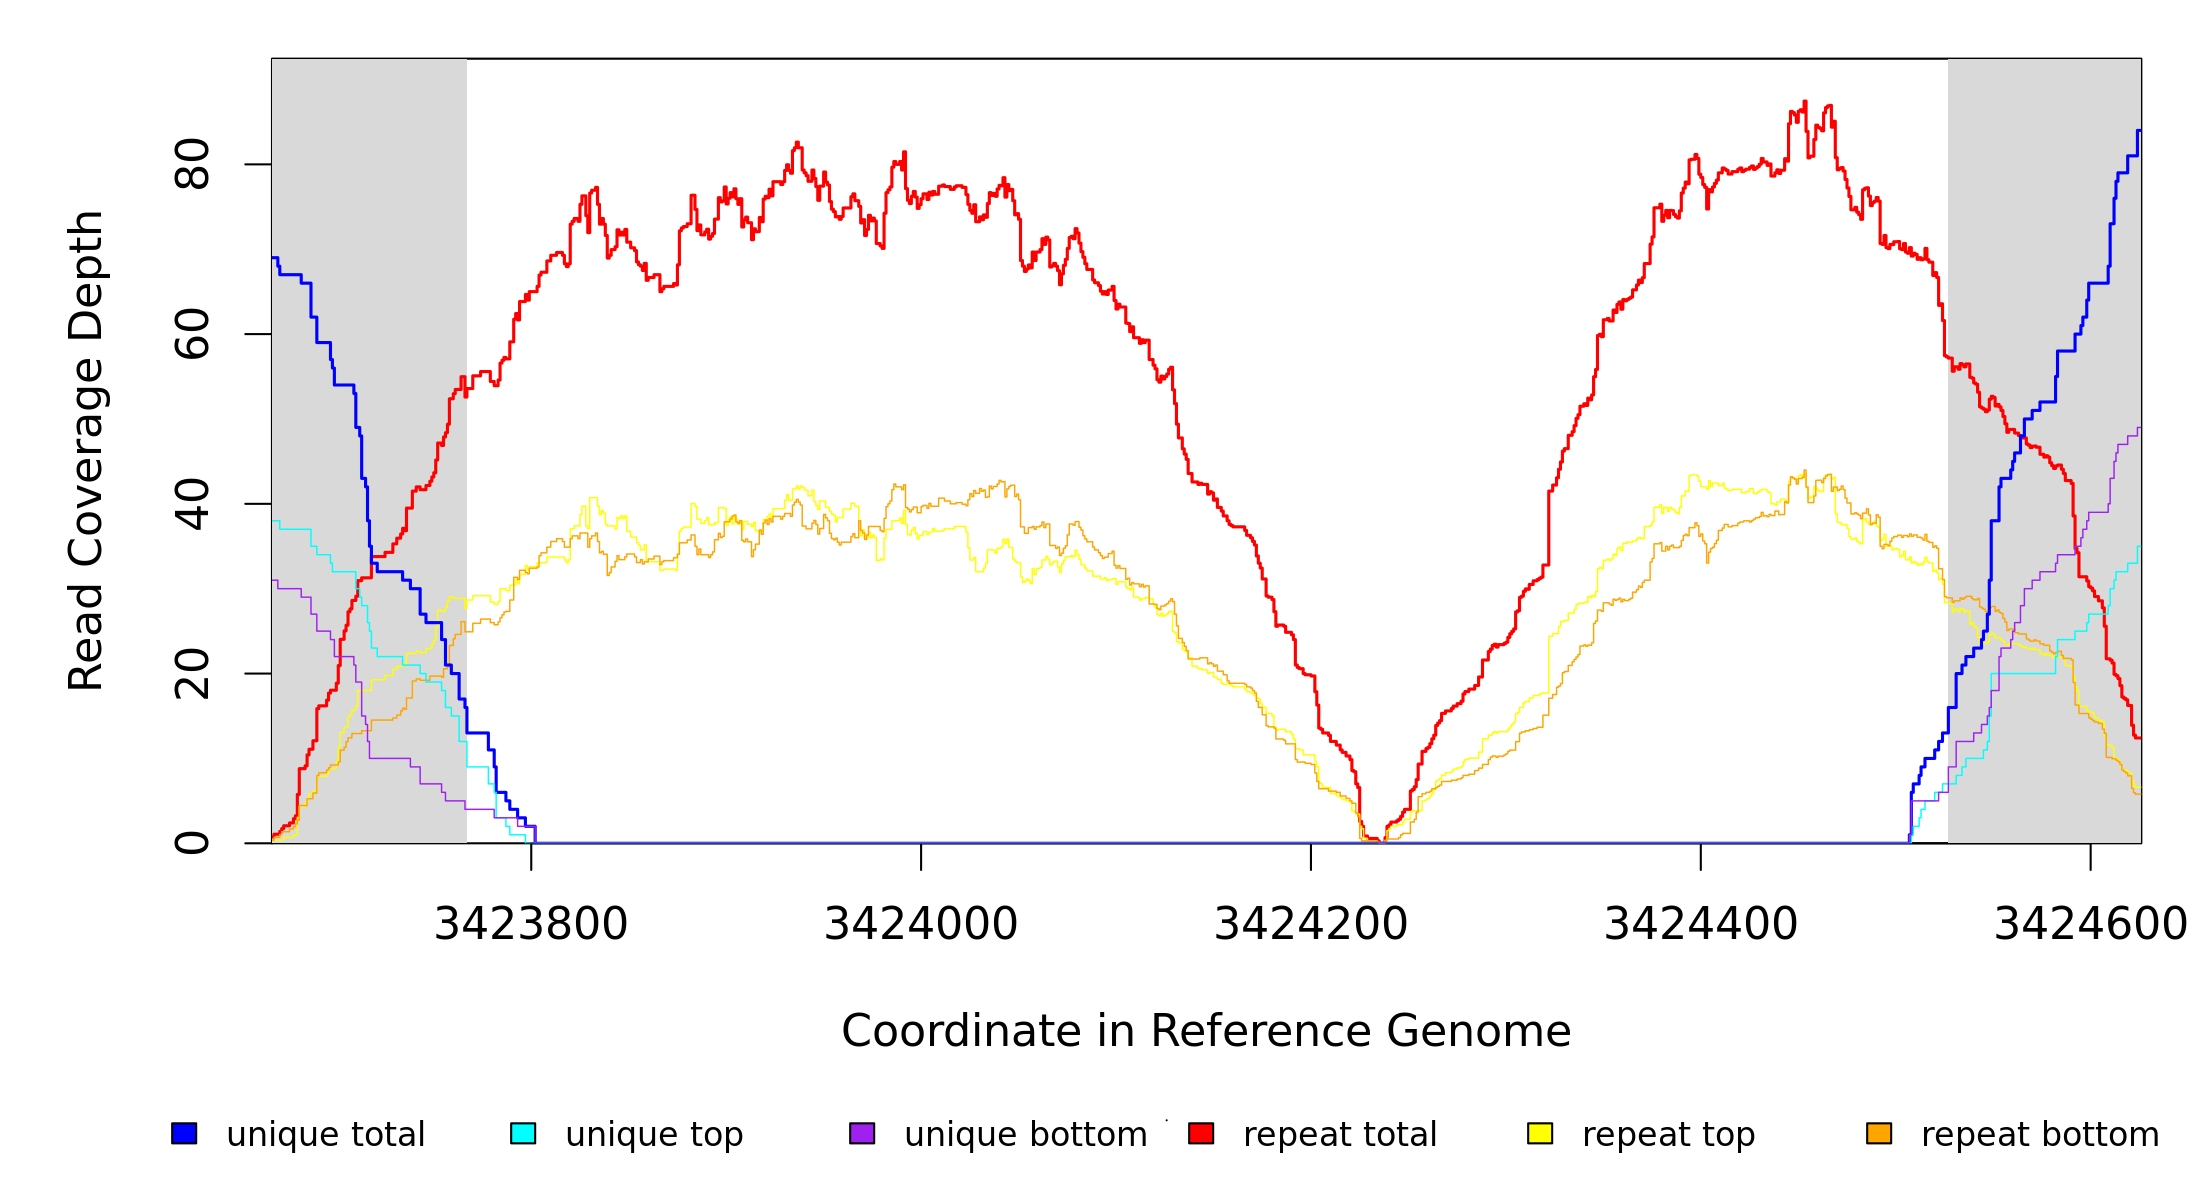 Read Coverage Depth
80
60
40
20
0
3423800 3424000 3424200 3424400 3424600
Coordinate in Reference Genome
unique total unique top unique bottom repeat total repeat top repeat bottom